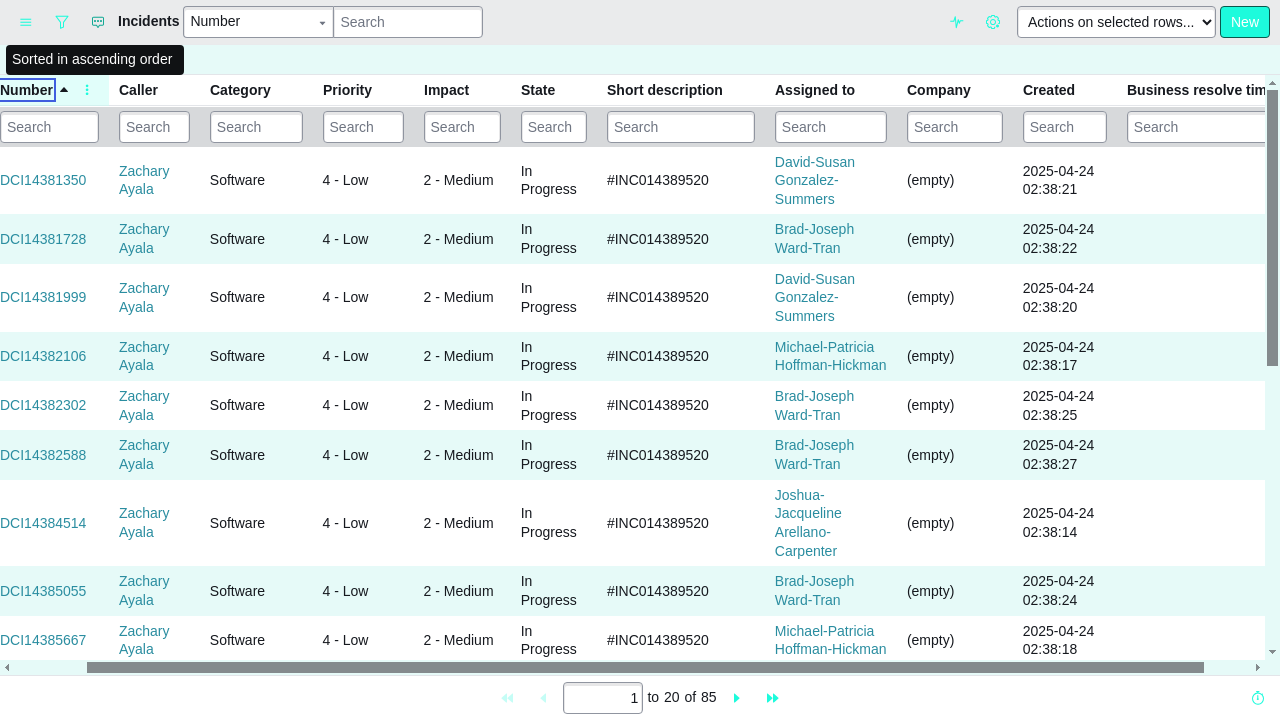 Incidents Number Search Actions on selected rows... New
Sorted in ascending order
Number Caller Category Priority Impact State Short description Assigned to Company Created Business resolve tim
Search Search Search Search Search Search Search Search Search Search Search
DCI14381350 Zachary Ayala Software 4 - Low 2 - Medium In Progress #INC014389520 David-Susan Gonzalez-Summers (empty) 2025-04-24 02:38:21
DCI14381728 Zachary Ayala Software 4 - Low 2 - Medium In Progress #INC014389520 Brad-Joseph Ward-Tran (empty) 2025-04-24 02:38:22
DCI14381999 Zachary Ayala Software 4 - Low 2 - Medium In Progress #INC014389520 David-Susan Gonzalez-Summers (empty) 2025-04-24 02:38:20
DCI14382106 Zachary Ayala Software 4 - Low 2 - Medium In Progress #INC014389520 Michael-Patricia Hoffman-Hickman (empty) 2025-04-24 02:38:17
DCI14382302 Zachary Ayala Software 4 - Low 2 - Medium In Progress #INC014389520 Brad-Joseph Ward-Tran (empty) 2025-04-24 02:38:25
DCI14382588 Zachary Ayala Software 4 - Low 2 - Medium In Progress #INC014389520 Brad-Joseph Ward-Tran (empty) 2025-04-24 02:38:27
DCI14384514 Zachary Ayala Software 4 - Low 2 - Medium In Progress #INC014389520 Joshua-Jacqueline Arellano-Carpenter (empty) 2025-04-24 02:38:14
DCI14385055 Zachary Ayala Software 4 - Low 2 - Medium In Progress #INC014389520 Brad-Joseph Ward-Tran (empty) 2025-04-24 02:38:24
DCI14385667 Zachary Ayala Software 4 - Low 2 - Medium In Progress #INC014389520 Michael-Patricia Hoffman-Hickman (empty) 2025-04-24 02:38:18
1 to 20 of 85